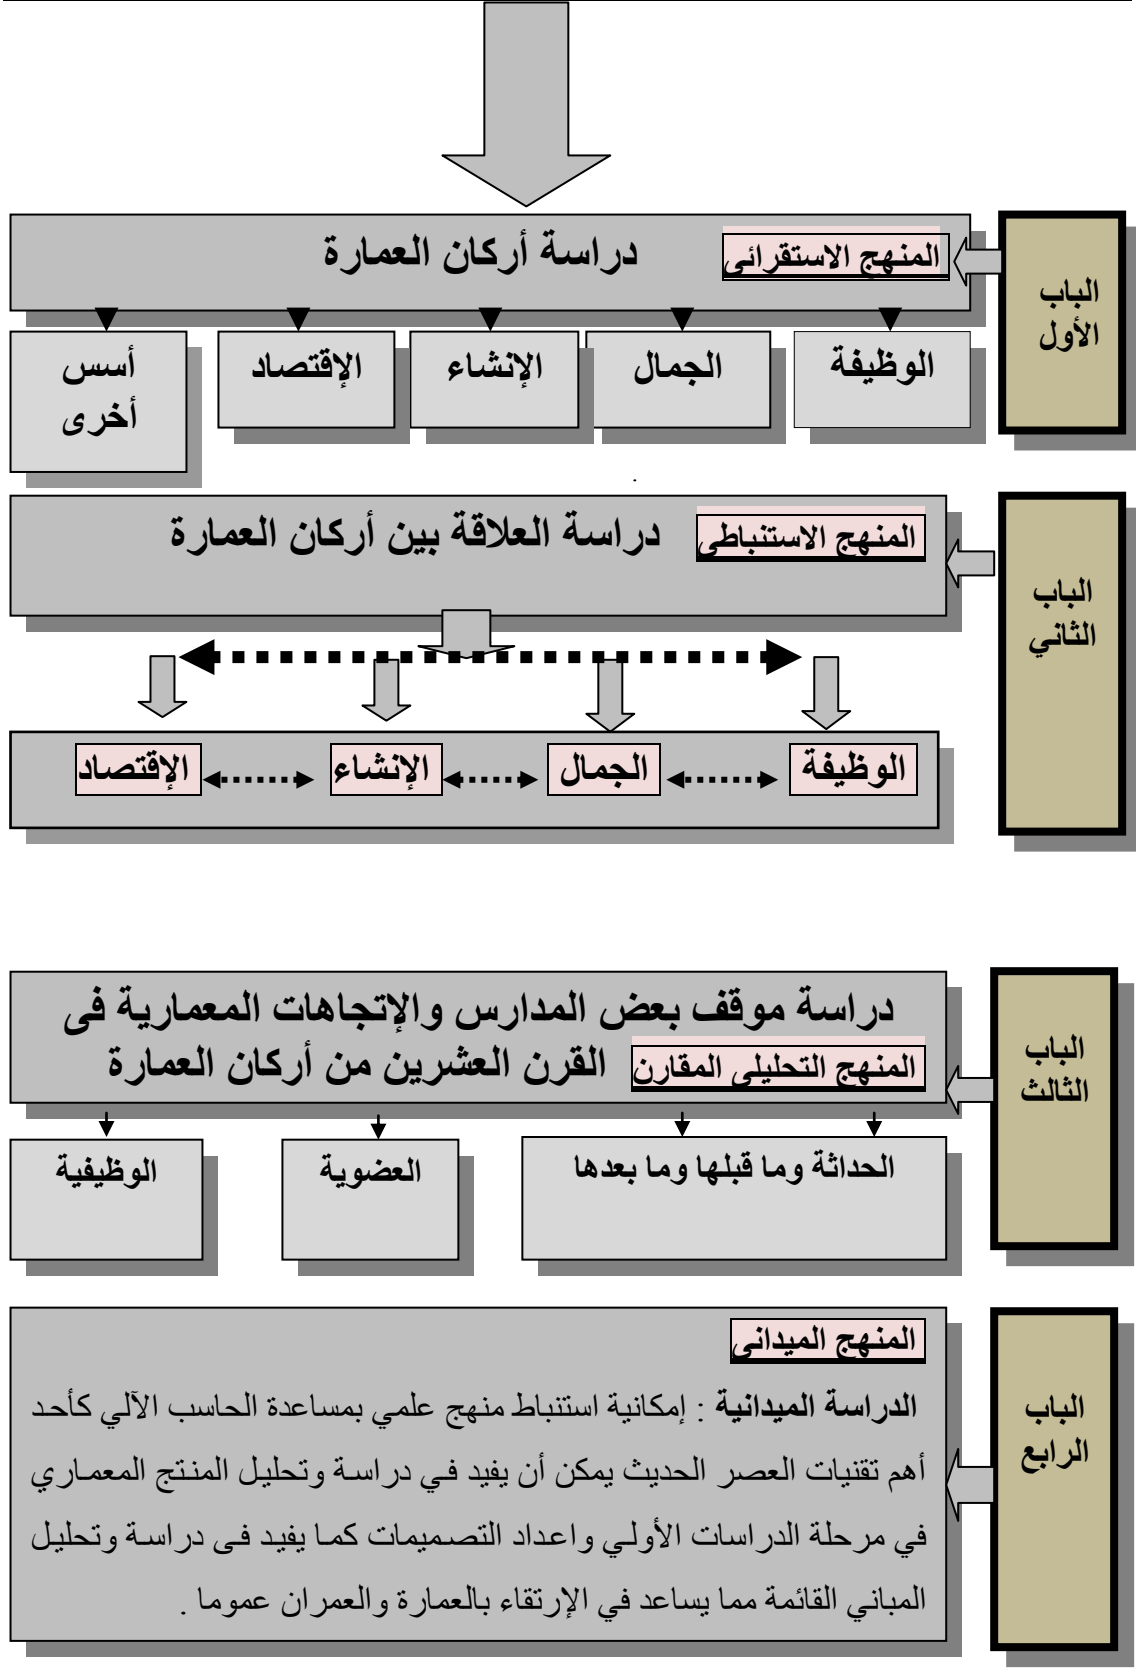 الباب
الأول
المنهج الاستقرائى دراسة أركان العمارة
الوظيفة
الجمال
الإنشاء
الإقتصاد
أسس
أخرى
الباب
الثاني
المنهج الاستنباطى دراسة العلاقة بين أركان العمارة
الوظيفة
الجمال
الإنشاء
الإقتصاد
الباب
الثالث
دراسة موقف بعض المدارس والإتجاهات المعمارية فى
المنهج التحليلى المقارن القرن العشرين من أركان العمارة
الحداثة وما قبلها وما بعدها
العضوية
الوظيفية
الباب
الرابع
المنهج الميدانى
الدراسة الميدانية : إمكانية استنباط منهج علمي بمساعدة الحاسب الآلي كأحد
أهم تقنيات العصر الحديث يمكن أن يفيد في دراسة وتحليل المنتج المعماري
في مرحلة الدراسات الأولي واعداد التصميمات كما يفيد فى دراسة وتحليل
المباني القائمة مما يساعد في الإرتقاء بالعمارة والعمران عموما .